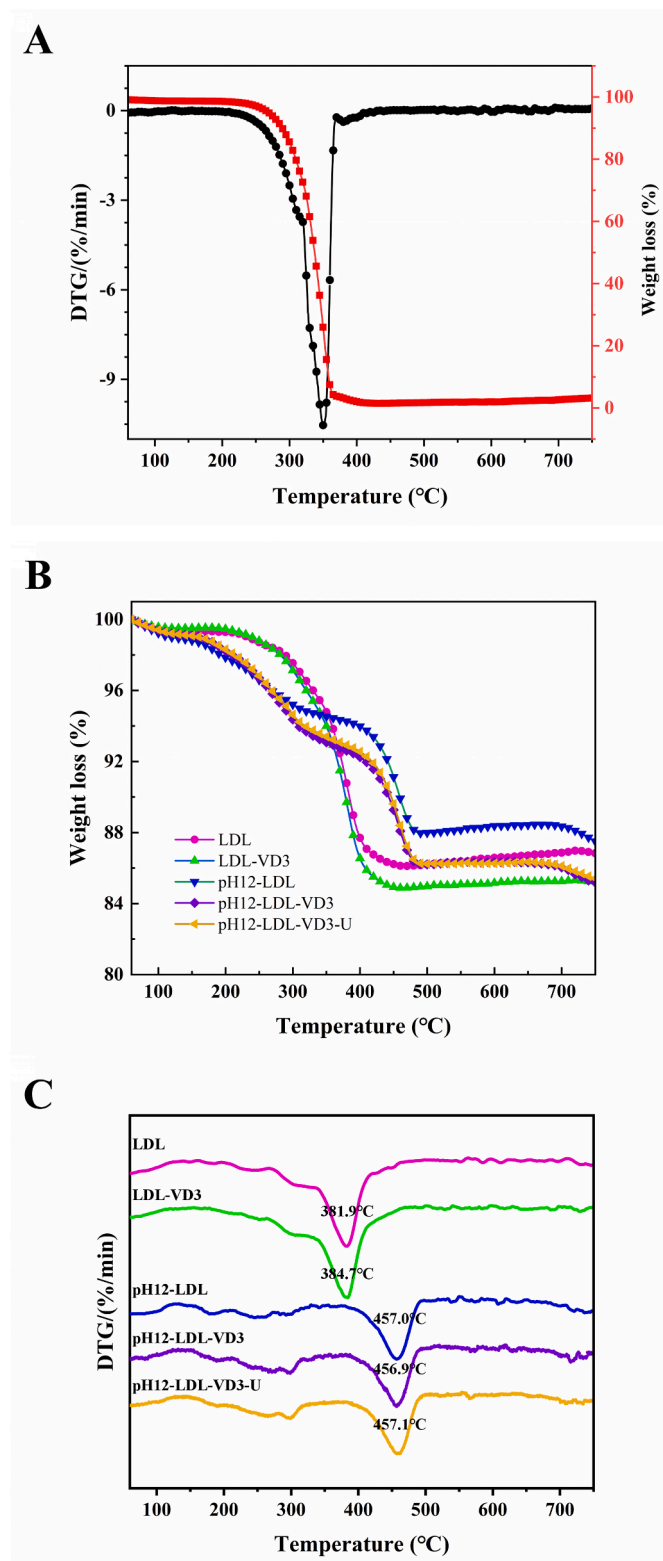 A
0
-3
-6
-9
DTG/(%/min)
100
80
60
40
20
0
Weight loss (%)
100 200 300 400 500 600 700
Temperature (℃)
B
100
96
92
88
84
80
Weight loss (%)
LDL
LDL-VD3
pH12-LDL
pH12-LDL-VD3
pH12-LDL-VD3-U
100 200 300 400 500 600 700
Temperature (℃)
C
DTG/(%/min)
LDL
381.9℃
LDL-VD3
384.7℃
pH12-LDL
457.0℃
pH12-LDL-VD3
456.9℃
pH12-LDL-VD3-U
457.1℃
100 200 300 400 500 600 700
Temperature (℃)